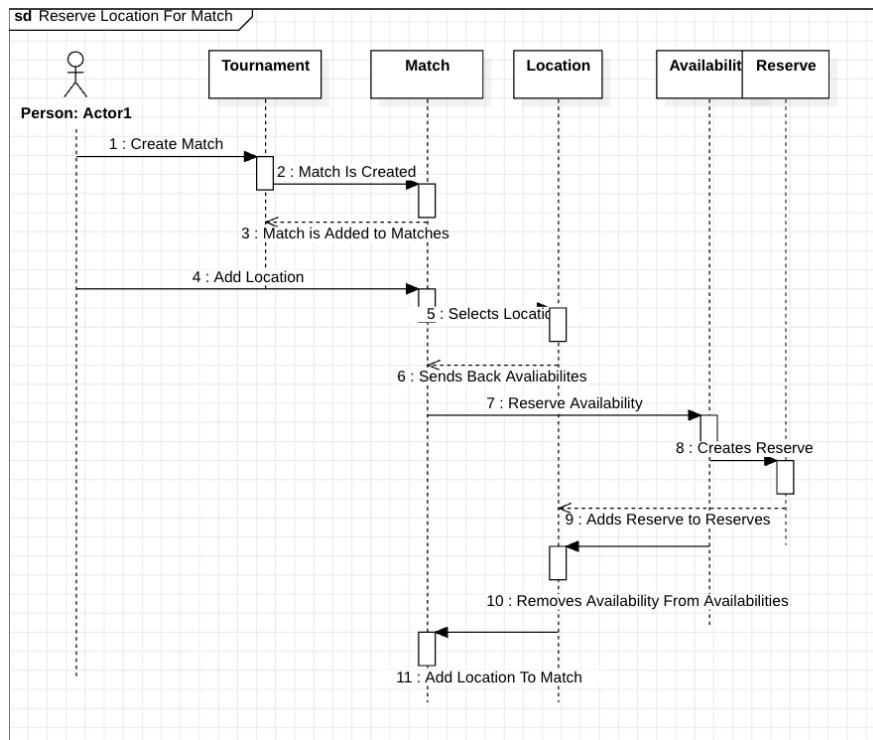 sd Reserve Location For Match
Tournament
Match
Location
Availabilit
Reserve
Person: Actor1
1 : Create Match
2 : Match Is Created
3 : Match is Added to Matches
4 : Add Location
5 : Selects Locatio
6 : Sends Back Avaliabilites
7 : Reserve Availability
8 : Creates Reserve
9 : Adds Reserve to Reserves
10 : Removes Availability From Availabilities
11 : Add Location To Match